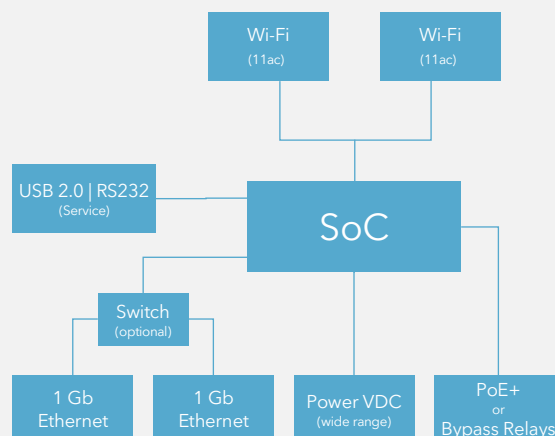 Wi-Fi
(11ac)
Wi-Fi
(11ac)
USB 2.0 | RS232
(Service)
SoC
Switch
(optional)
1 Gb
Ethernet
1 Gb
Ethernet
Power VDC
(wide range)
PoE+
or
Bypass Relays